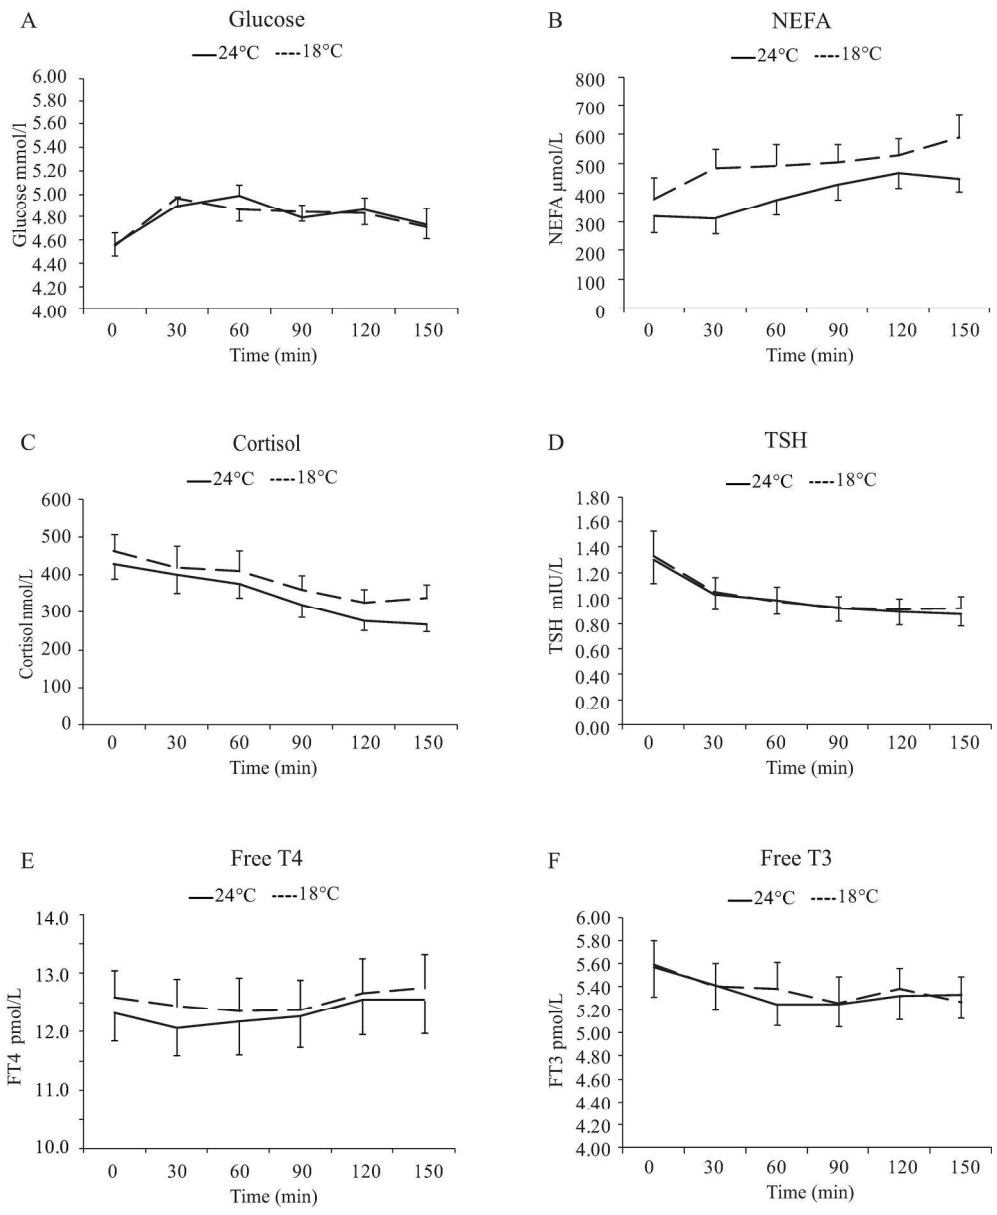 A Glucose
24°C 18°C
6.00
5.80
5.60
5.40
5.20
5.00
4.80
4.60
4.40
4.20
4.00
Glucose mmol/l
0 30 60 90 120 150
Time (min)
B NEFA
24°C 18°C
800
700
600
500
400
300
200
100
0
NEFA µmol/L
0 30 60 90 120 150
Time (min)
C Cortisol
24°C 18°C
600
500
400
300
200
100
0
Cortisol nmol/L
0 30 60 90 120 150
Time (min)
D TSH
24°C 18°C
1.80
1.60
1.40
1.20
1.00
0.80
0.60
0.40
0.20
0.00
TSH mIU/L
0 30 60 90 120 150
Time (min)
E Free T4
24°C 18°C
14.0
13.0
12.0
11.0
10.0
FT4 pmol/L
0 30 60 90 120 150
Time (min)
F Free T3
24°C 18°C
6.00
5.80
5.60
5.40
5.20
5.00
4.80
4.60
4.40
4.20
4.00
FT3 pmol/L
0 30 60 90 120 150
Time (min)